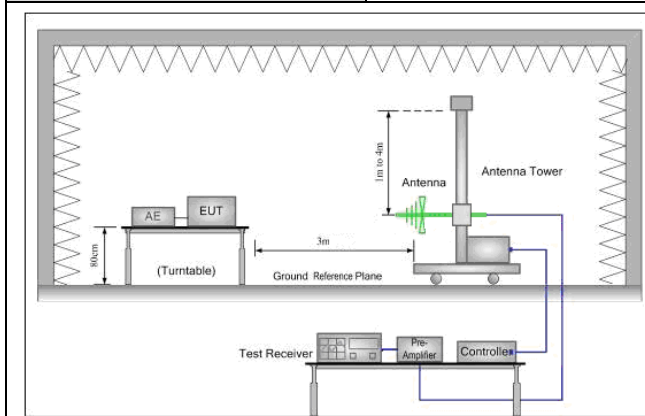 1m to 4m
Antenna
Antenna Tower
AE
EUT
3m
80cm
(Turntable)
Ground Reference Plane
Test Receiver
Pre-
Amplifier
Controller